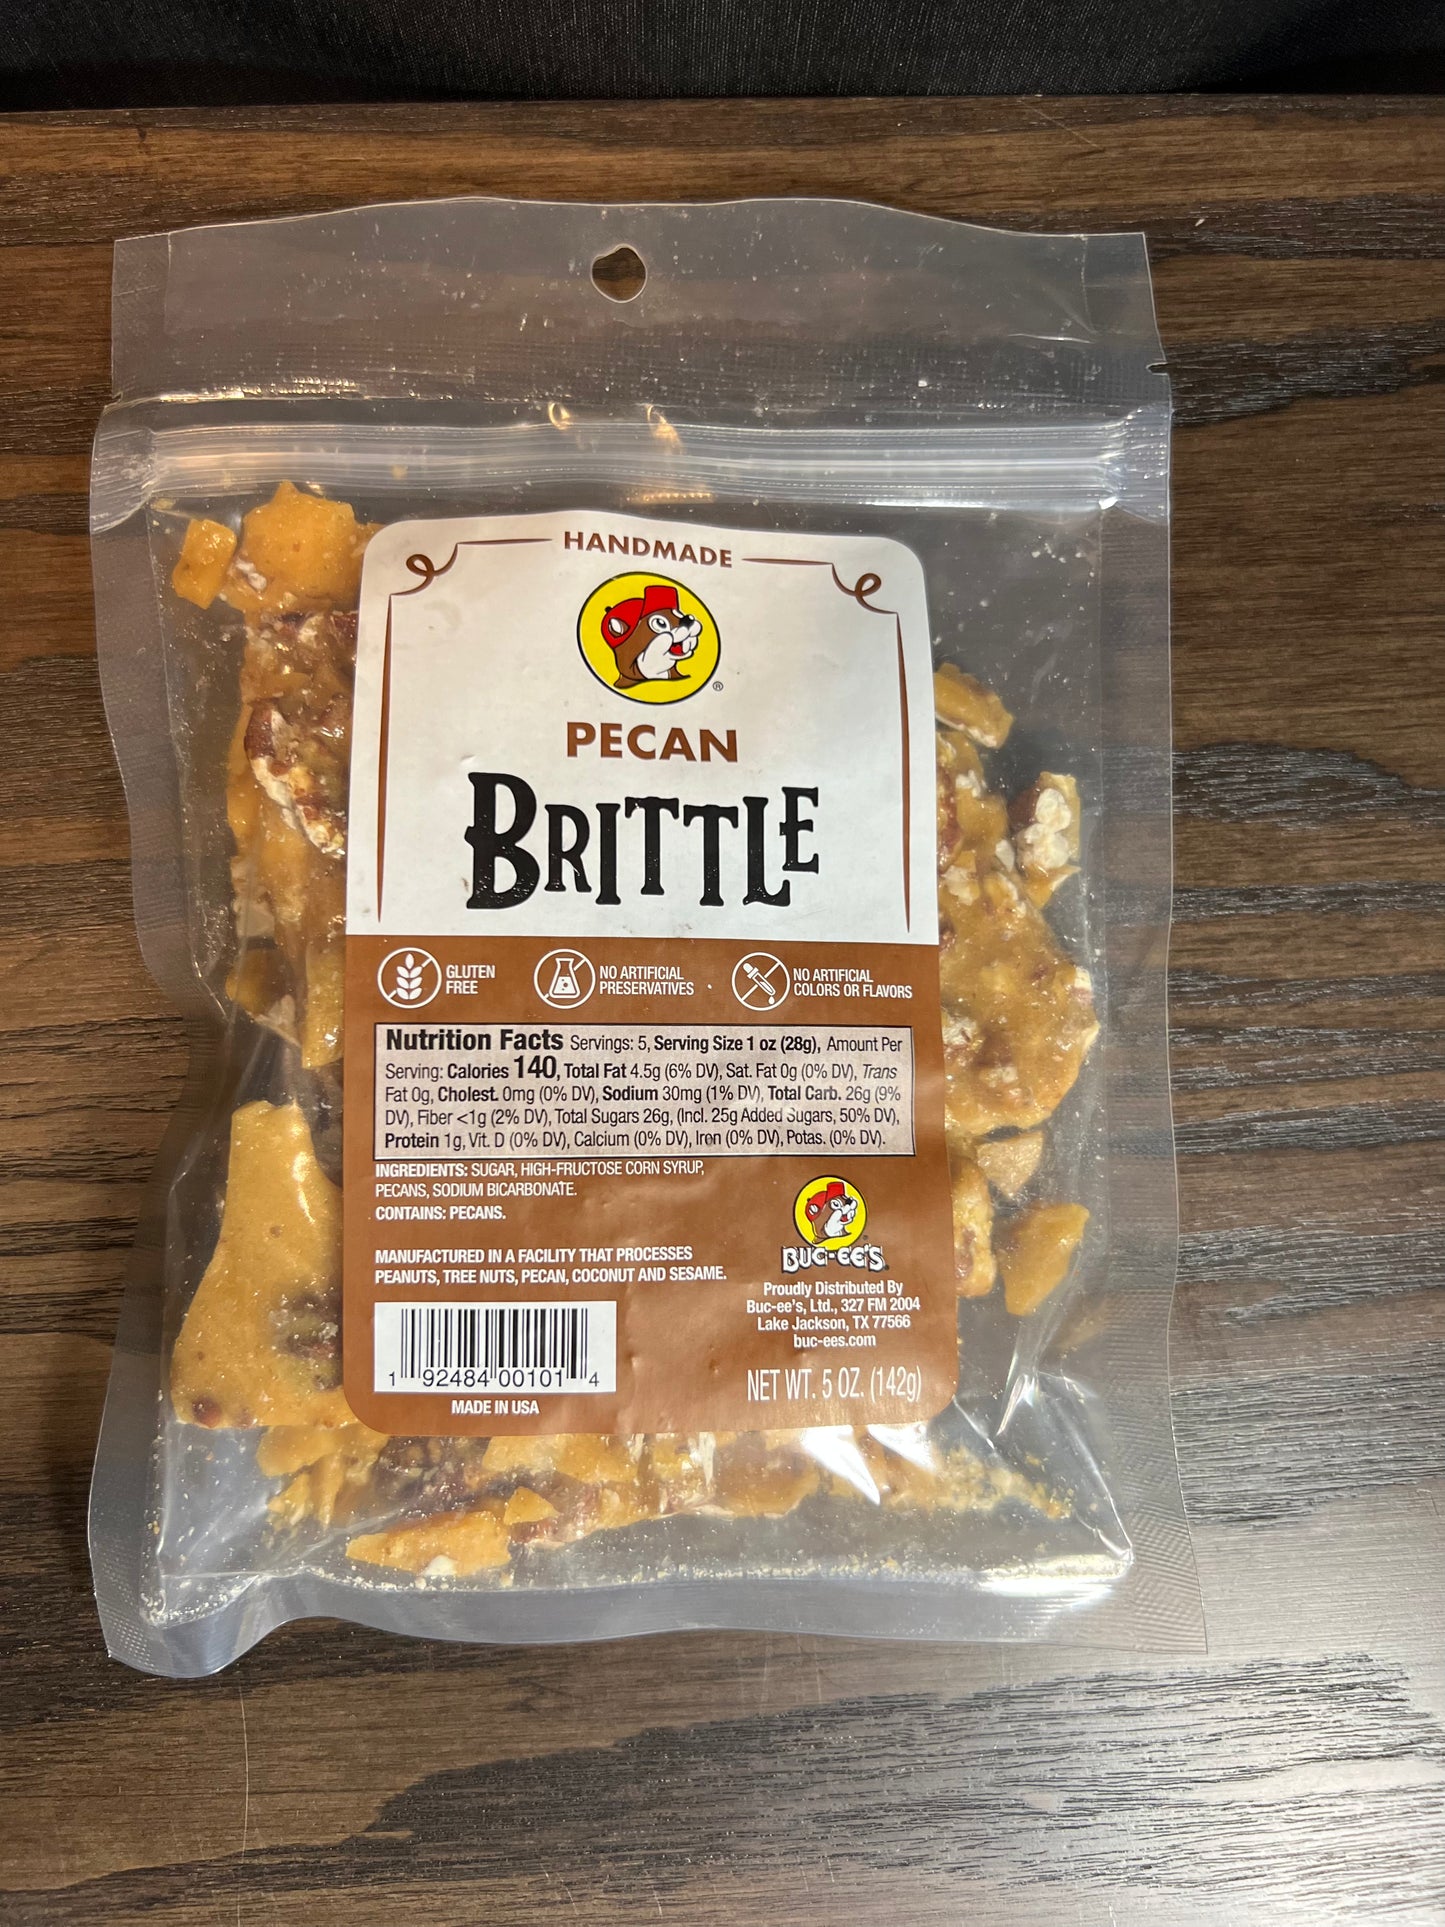 HANDMADE
®
PECAN
BRITTLE
GLUTEN
FREE
NO ARTIFICIAL
PRESERVATIVES
NO ARTIFICIAL
COLORS OR FLAVORS
Nutrition Facts Servings: 5, Serving Size 1 oz (28g), Amount Per
Serving: Calories 140, Total Fat 4.5g (6% DV), Sat. Fat 0g (0% DV), Trans
Fat 0g, Cholest. 0mg (0% DV), Sodium 30mg (1% DV), Total Carb. 26g (9%
DV), Fiber <1g (2% DV), Total Sugars 26g, (Incl. 25g Added Sugars, 50% DV),
Protein 1g, Vit. D (0% DV), Calcium (0% DV), Iron (0% DV), Potas. (0% DV).
INGREDIENTS: SUGAR, HIGH-FRUCTOSE CORN SYRUP,
PECANS, SODIUM BICARBONATE.
CONTAINS: PECANS.
MANUFACTURED IN A FACILITY THAT PROCESSES
PEANUTS, TREE NUTS, PECAN, COCONUT AND SESAME.
1 92484 00101 4
MADE IN USA
BUC-EE'S
Proudly Distributed By
Buc-ee's, Ltd., 327 FM 2004
Lake Jackson, TX 77566
buc-ees.com
NET WT. 5 OZ. (142g)